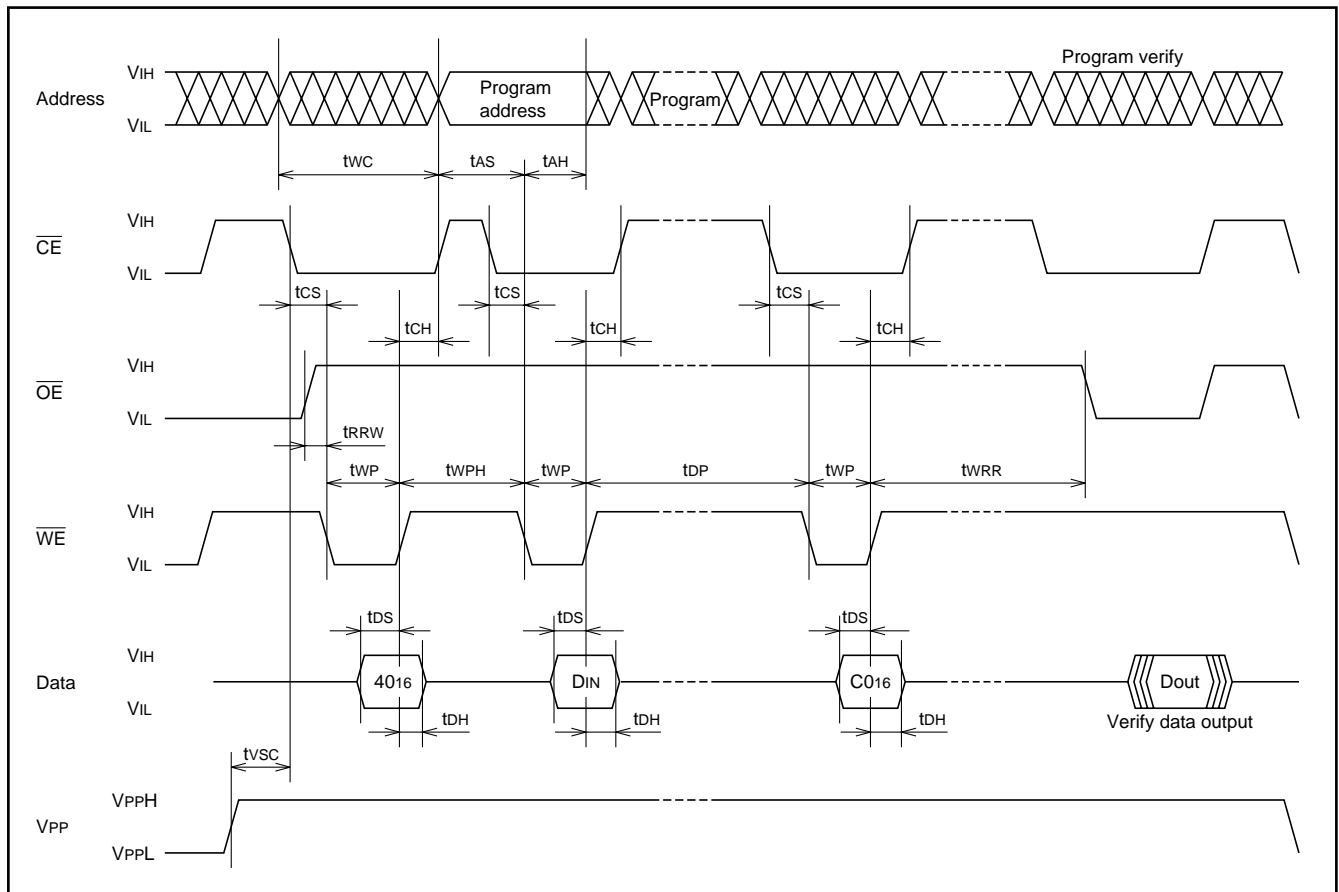 Program verify
VIH
Address
Program address
Program
VIL
tWC
tAS
tAH
VIH
CE
VIL
tCS
tCS
tCS
tCH
tCH
tCH
VIH
OE
VIL
tRRW
tWP
tWPH
tWP
tDP
tWP
tWRR
VIH
WE
VIL
tDS
tDS
tDS
VIH
Data
4016
DIN
C016
Dout
VIL
tDH
tDH
tDH
Verify data output
tVSC
VPPH
VPP
VPPL